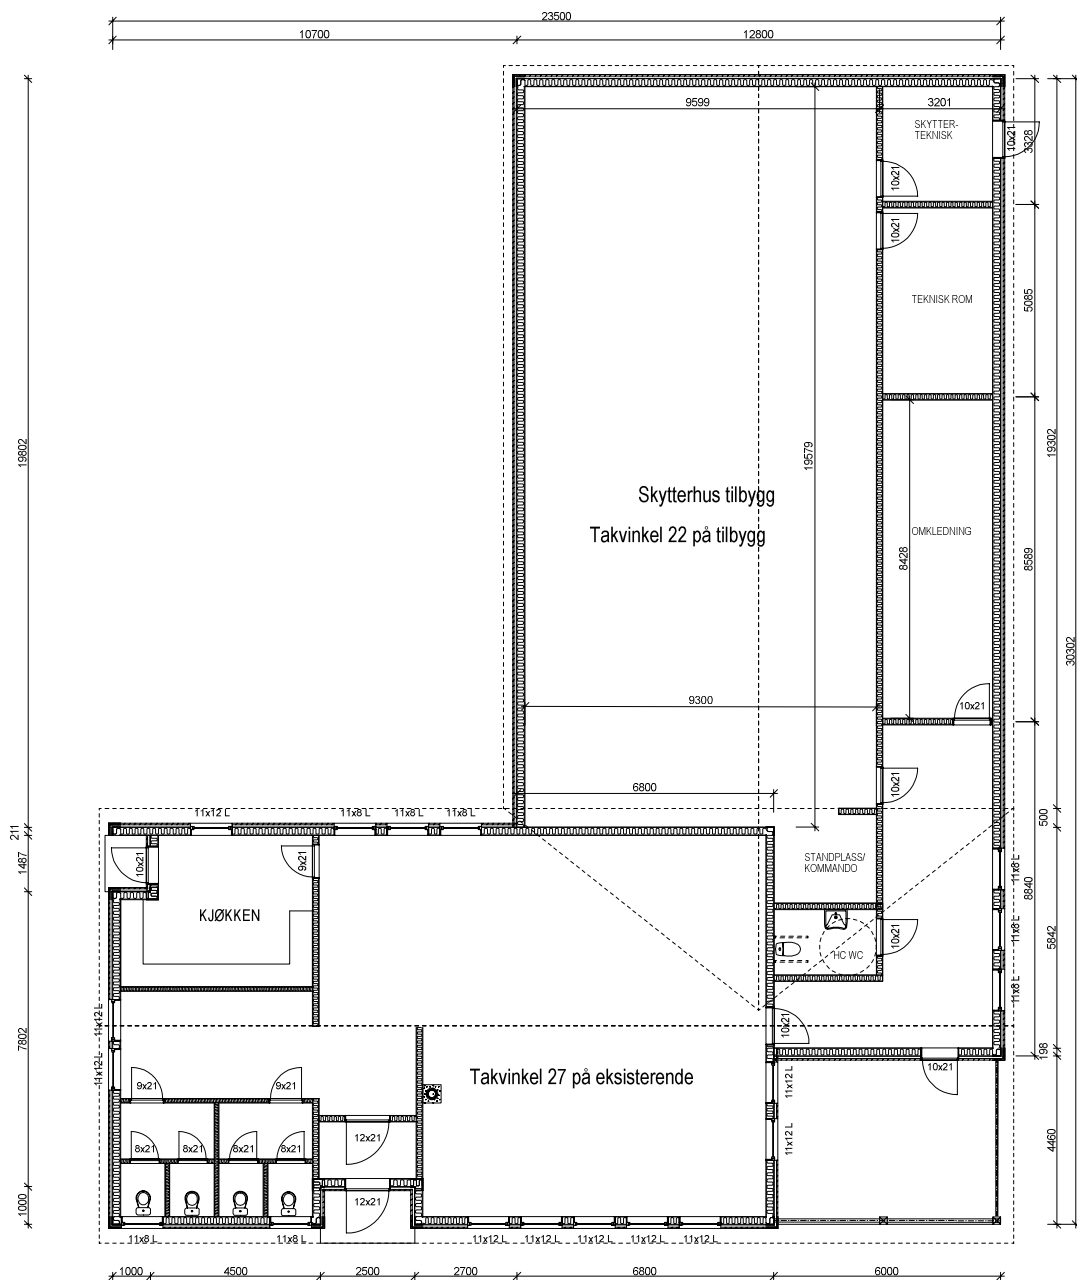 23500
10700
12800
9599
3201
SKYTTER-
TEKNISK
10x21
3328
10x21
10x21
TEKNISK ROM
5085
19802
19579
19302
Skytterhus tilbygg
Takvinkel 22 på tilbygg
OMKLEDNING
8428
8589
30302
9300
10x21
10x21
6800
11x12 L
11x8 L
11x8 L
11x8 L
211
500
1487
10x21
9x21
STANDPLASS/
KOMMANDO
11x8 L
8840
KJØKKEN
10x21
11x8 L
5842
HC WC
11x8 L
11x12 L
7802
10x21
198
11x12 L
10x21
Takvinkel 27 på eksisterende
9x21
9x21
11x12 L
12x21
11x12 L
8x21
8x21
8x21
8x21
4460
1000
12x21
11x8 L
11x8 L
11x12 L
11x12 L
11x12 L
11x12 L
11x12 L
1000
4500
2500
2700
6800
6000